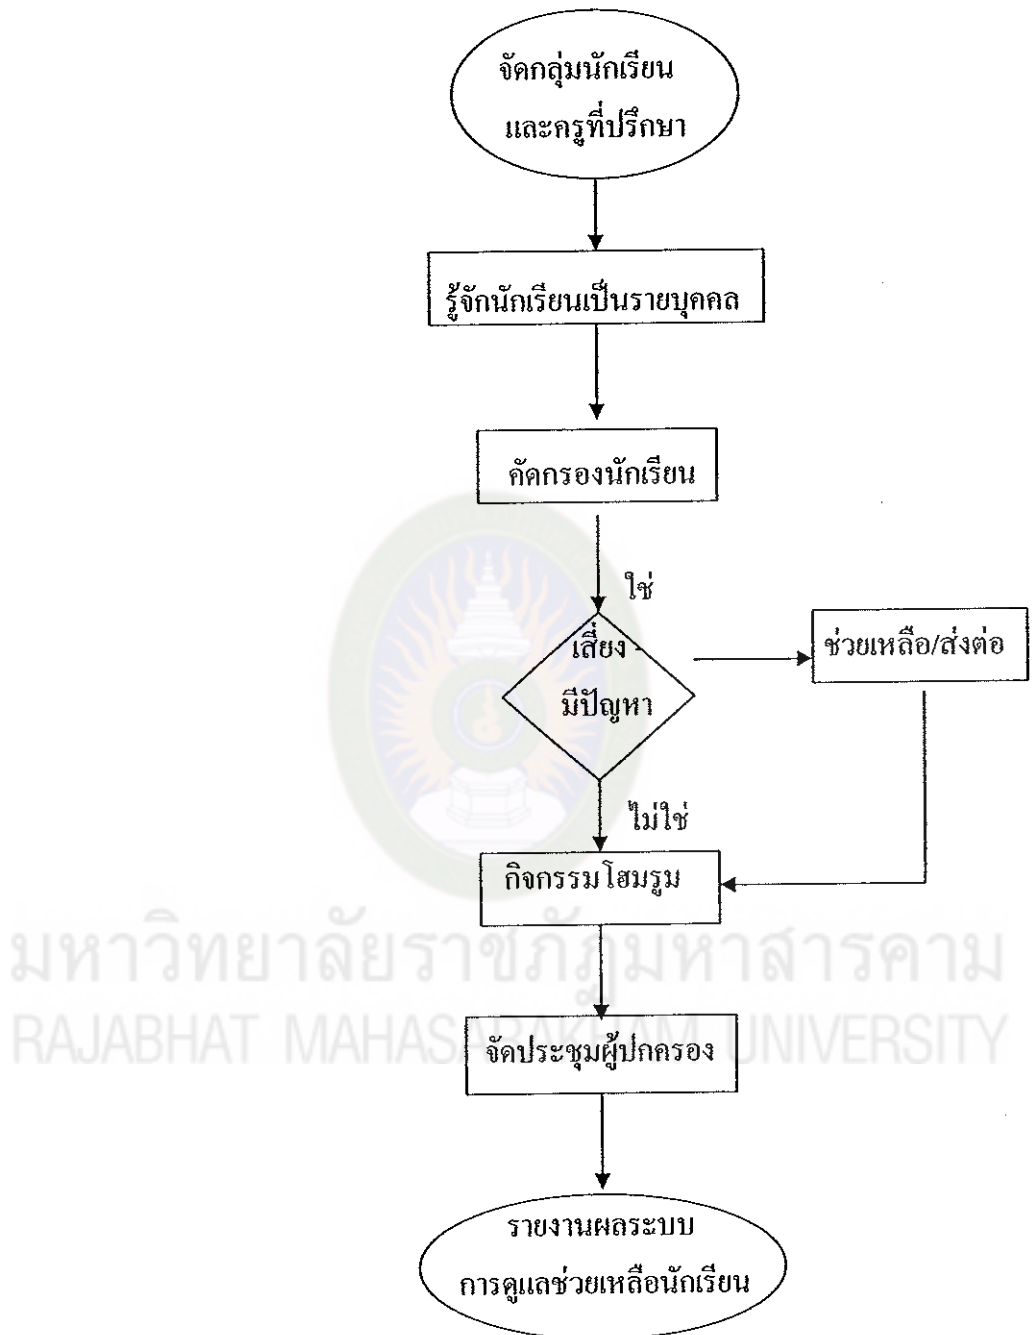 จัดกลุ่มนักเรียน
และครูที่ปรึกษา
รู้จักนักเรียนเป็นรายบุคคล
คัดกรองนักเรียน
ใช่
เสี่ยง -
มีปัญหา
ช่วยเหลือ/ส่งต่อ
ไม่ใช่
กิจกรรมโฮมรูม
มหาวิทยาลัยราชภัฏมหาสารคาม
RAJABHAT MAHASARAKHAM UNIVERSITY
จัดประชุมผู้ปกครอง
รายงานผลระบบ
การดูแลช่วยเหลือนักเรียน